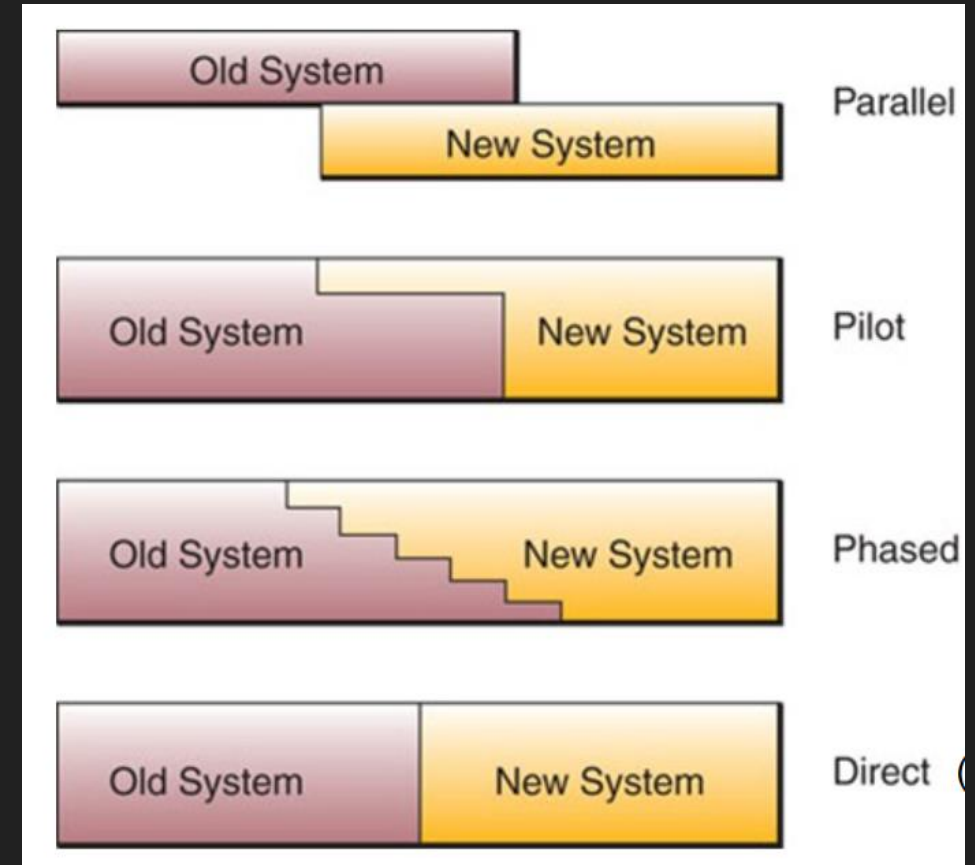 Old System
New System
Parallel
Old System
New System
Pilot
Old System
New System
Phased
Old System
New System
Direct